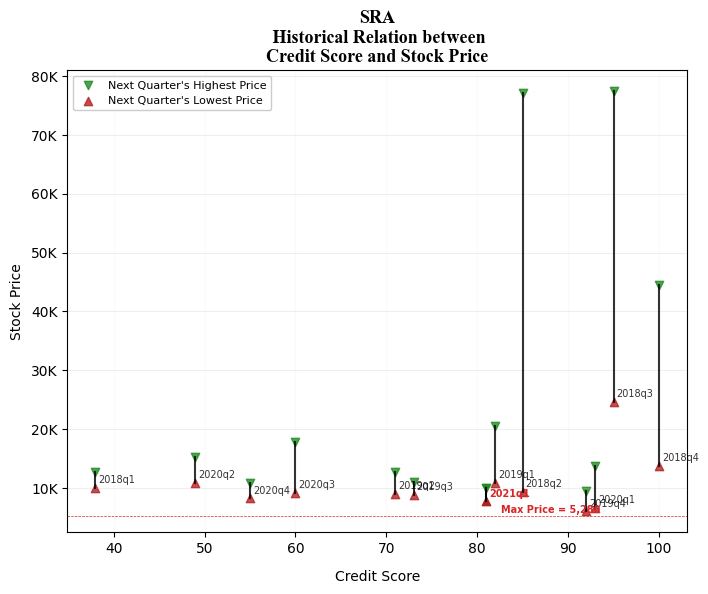 SRA
Historical Relation between
Credit Score and Stock Price
Next Quarter's Highest Price
Next Quarter's Lowest Price
Stock Price
80K
70K
60K
50K
40K
30K
20K
10K
2018q1
2020q2
2020q4
2020q3
2019q3
2019q1
2021q1
2018q2
2018q3
2018q4
2020q1
2019q4
Max Price =
40
50
60
70
80
90
100
Credit Score